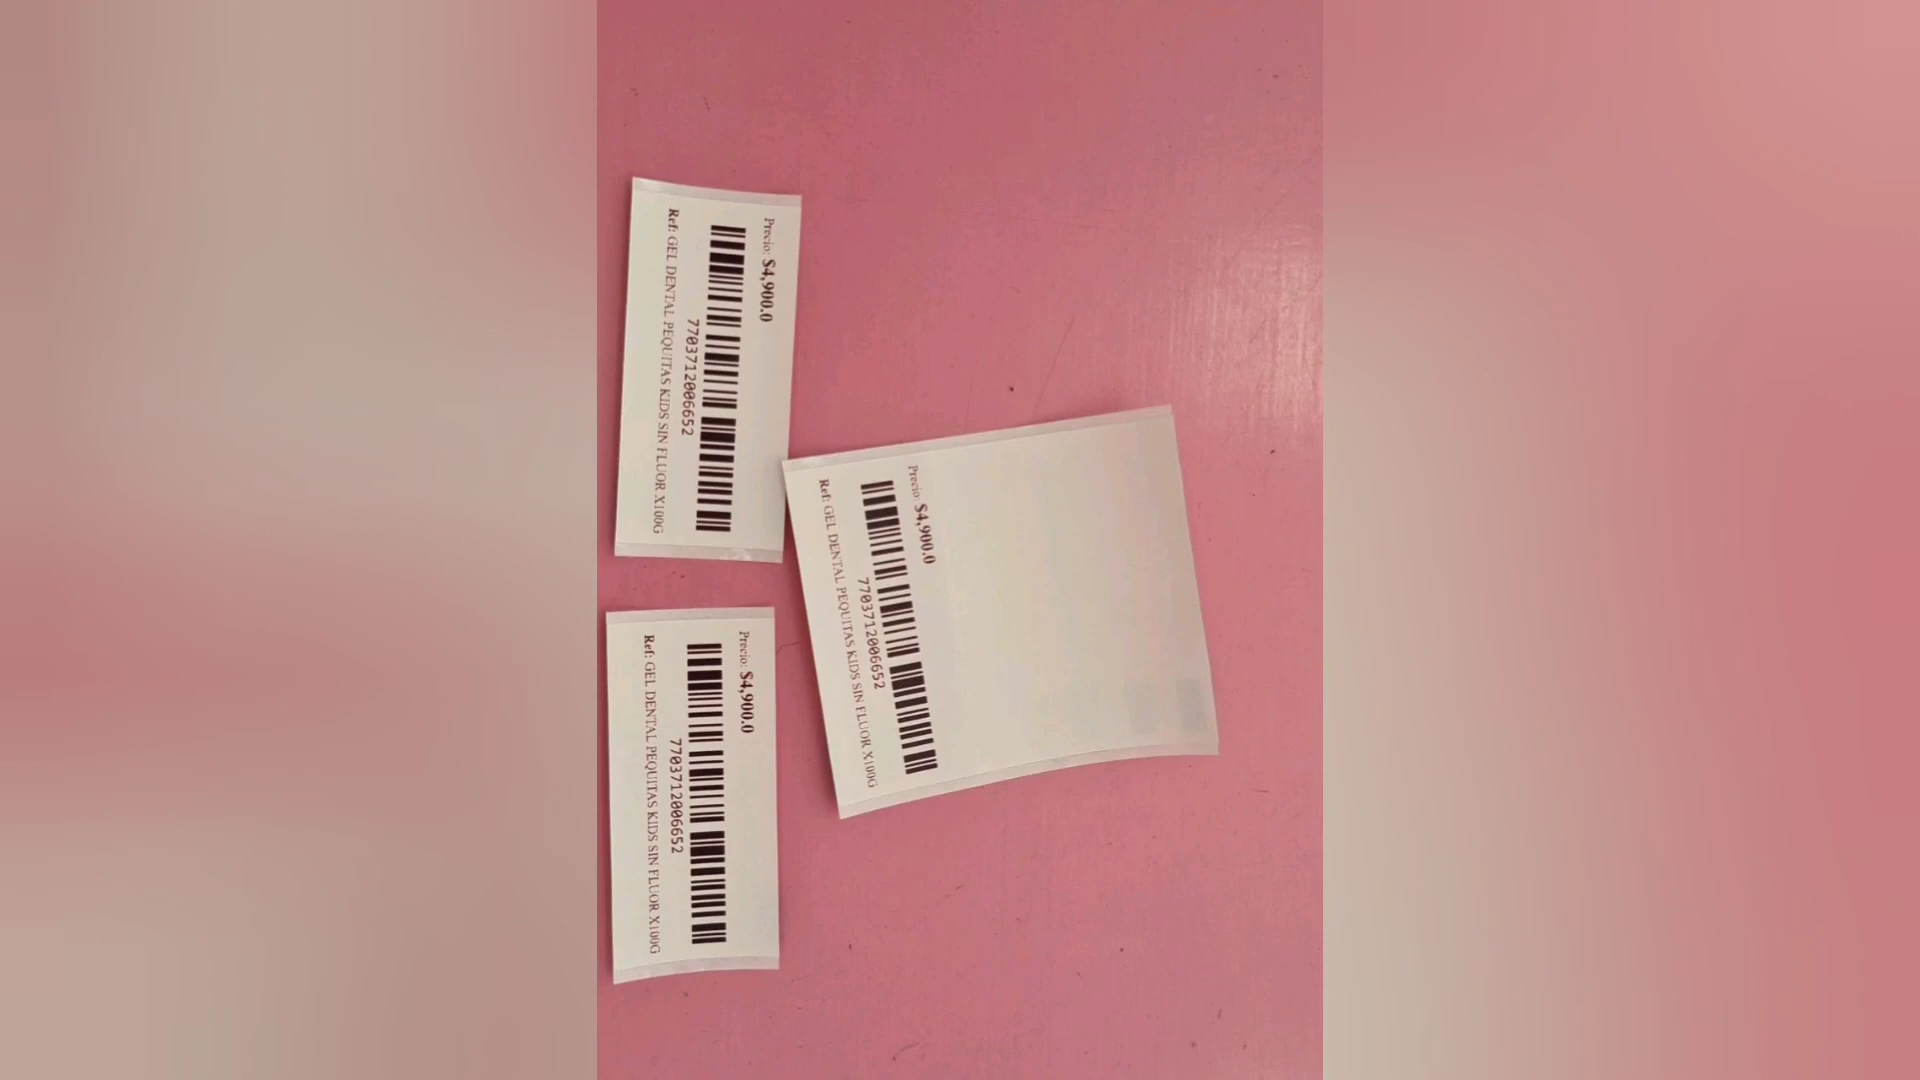 Precio: $4,900.0
7703712006652
Ref: GEL DENTAL PEQUITAS KIDS SIN FLUOR X100G
Precio: $4,900.0
7703712006652
Ref: GEL DENTAL PEQUITAS KIDS SIN FLUOR X100G
Precio: $4,900.0
7703712006652
Ref: GEL DENTAL PEQUITAS KIDS SIN FLUOR X100G